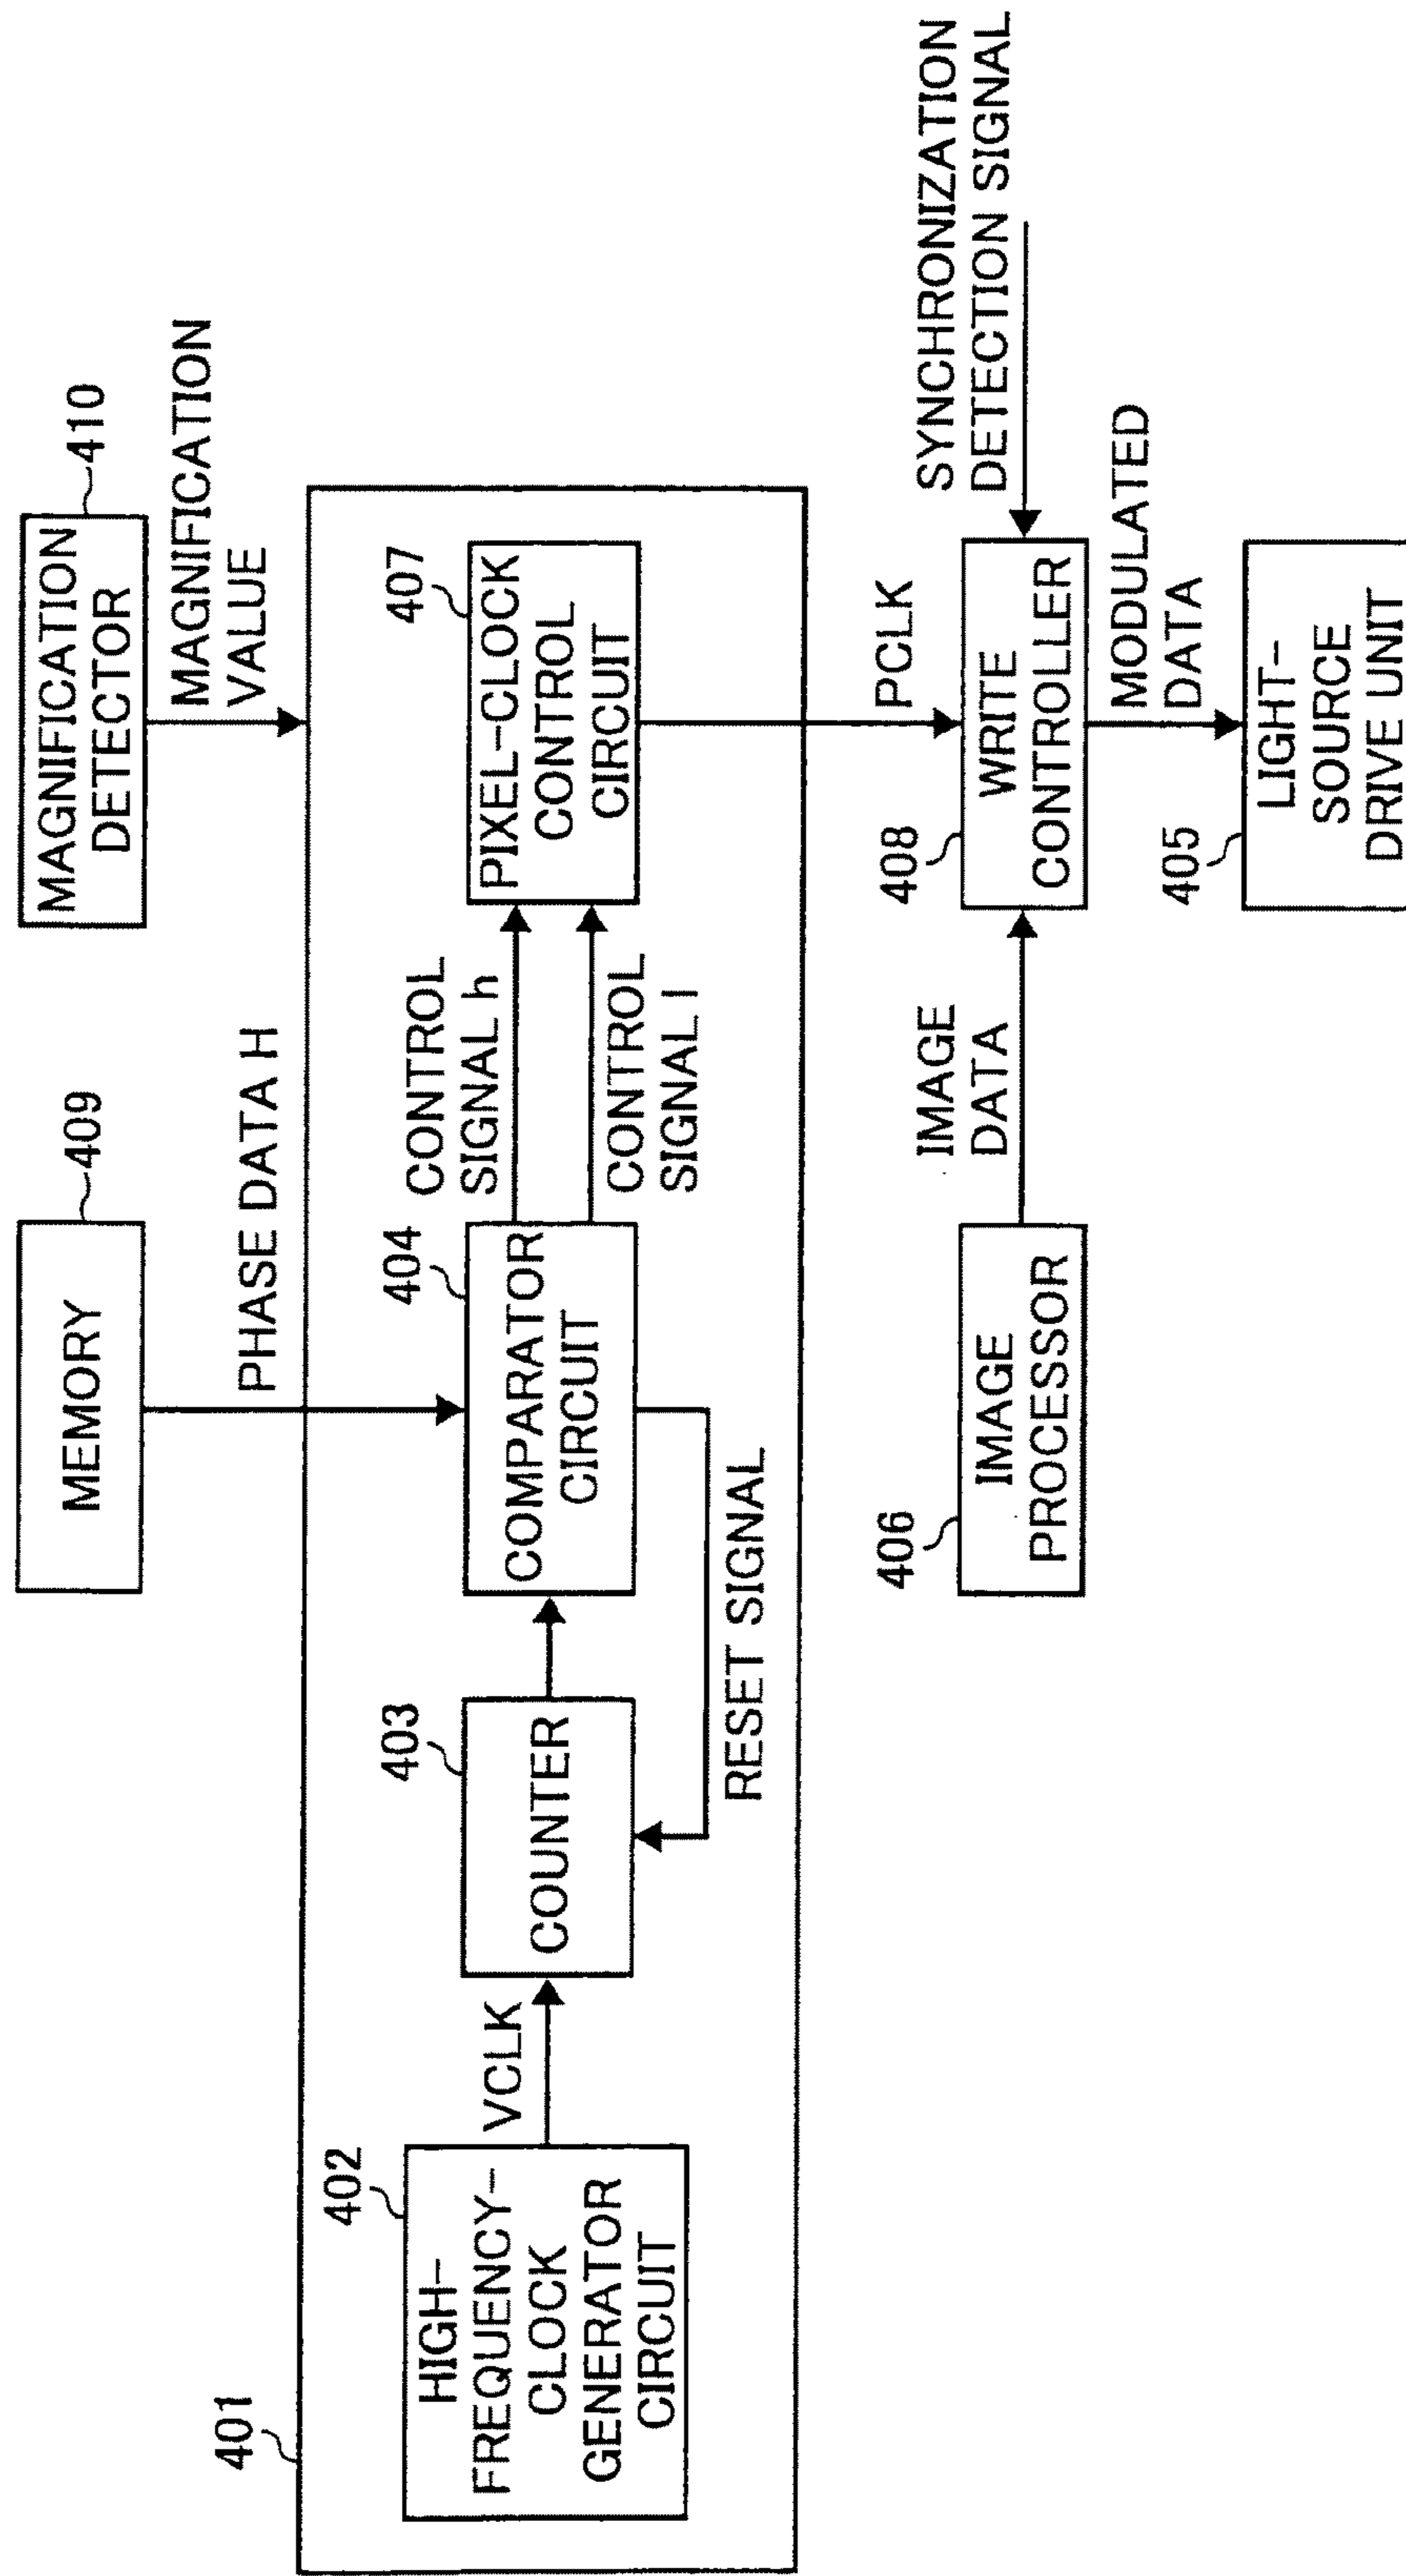 MEMORY
409
MAGNIFICATION
DETECTOR
410
PHASE DATA H
MAGNIFICATION
VALUE
401
HIGH-
FREQUENCY-
CLOCK
GENERATOR
CIRCUIT
402
VCLK
COUNTER
403
COMPARATOR
CIRCUIT
404
RESET SIGNAL
CONTROL
SIGNAL h
CONTROL
SIGNAL l
PIXEL-CLOCK
CONTROL
CIRCUIT
407
PCLK
IMAGE
PROCESSOR
406
IMAGE
DATA
WRITE
CONTROLLER
408
SYNCHRONIZATION
DETECTION SIGNAL
MODULATED
DATA
LIGHT-
SOURCE
DRIVE UNIT
405